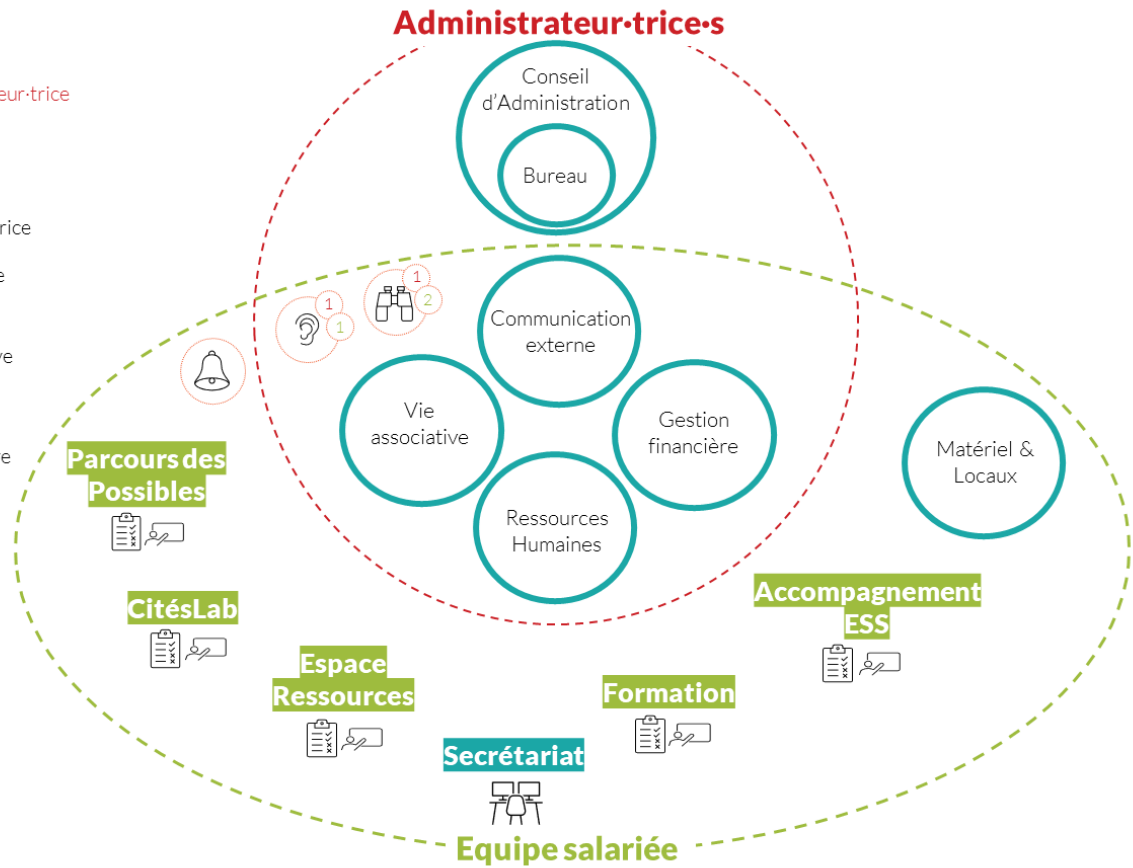 Administrateur·trice·s
Conseil
d'Administration
Bureau
eur·trice
rice
e
ve
re
1
2
1
1
Communication
externe
Vie
associative
Gestion
financière
Ressources
Humaines
Matériel &
Locaux
Parcours des
Possibles
CitésLab
Espace
Ressources
Secrétariat
Formation
Accompagnement
ESS
Equipe salariée